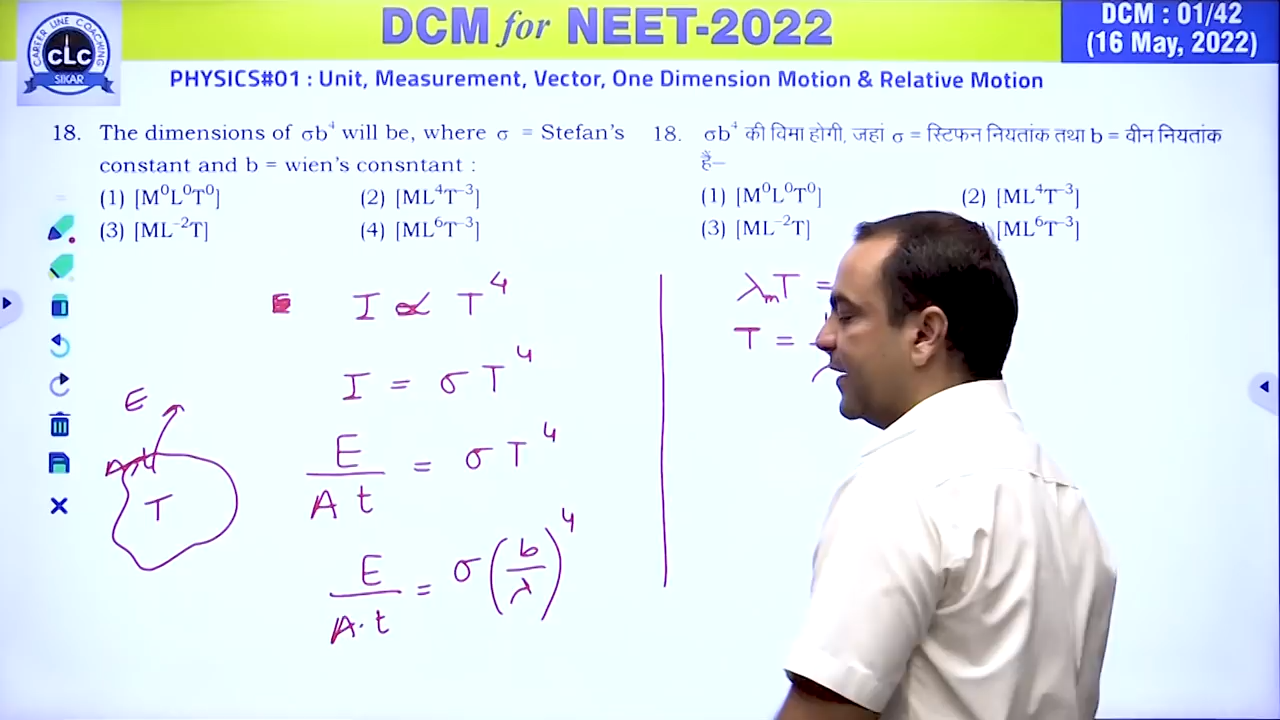 DCM for NEET-2022
DCM : 01/42
(16 May, 2022)
CAREER LINE COACHING
CLC
SIKAR
PHYSICS#01 : Unit, Measurement, Vector, One Dimension Motion & Relative Motion
18. The dimensions of σb⁴ will be, where σ = Stefan's
constant and b = wien's consntant :
(1) [M⁰L⁰T⁰] (2) [ML⁴T⁻³]
(3) [ML⁻²T] (4) [ML⁶T⁻³]
18. σb⁴ की विमा होगी, जहां σ = स्टिफन नियतांक तथा b = वीन नियतांक
हैं–
(1) [M⁰L⁰T⁰] (2) [ML⁴T⁻³]
(3) [ML⁻²T] [ML⁶T⁻³]
I ∝ T⁴
I = σT⁴
E/(A t) = σT⁴
E/(A·t) = σ(b/λ)⁴
E
T
λₘT =
T =